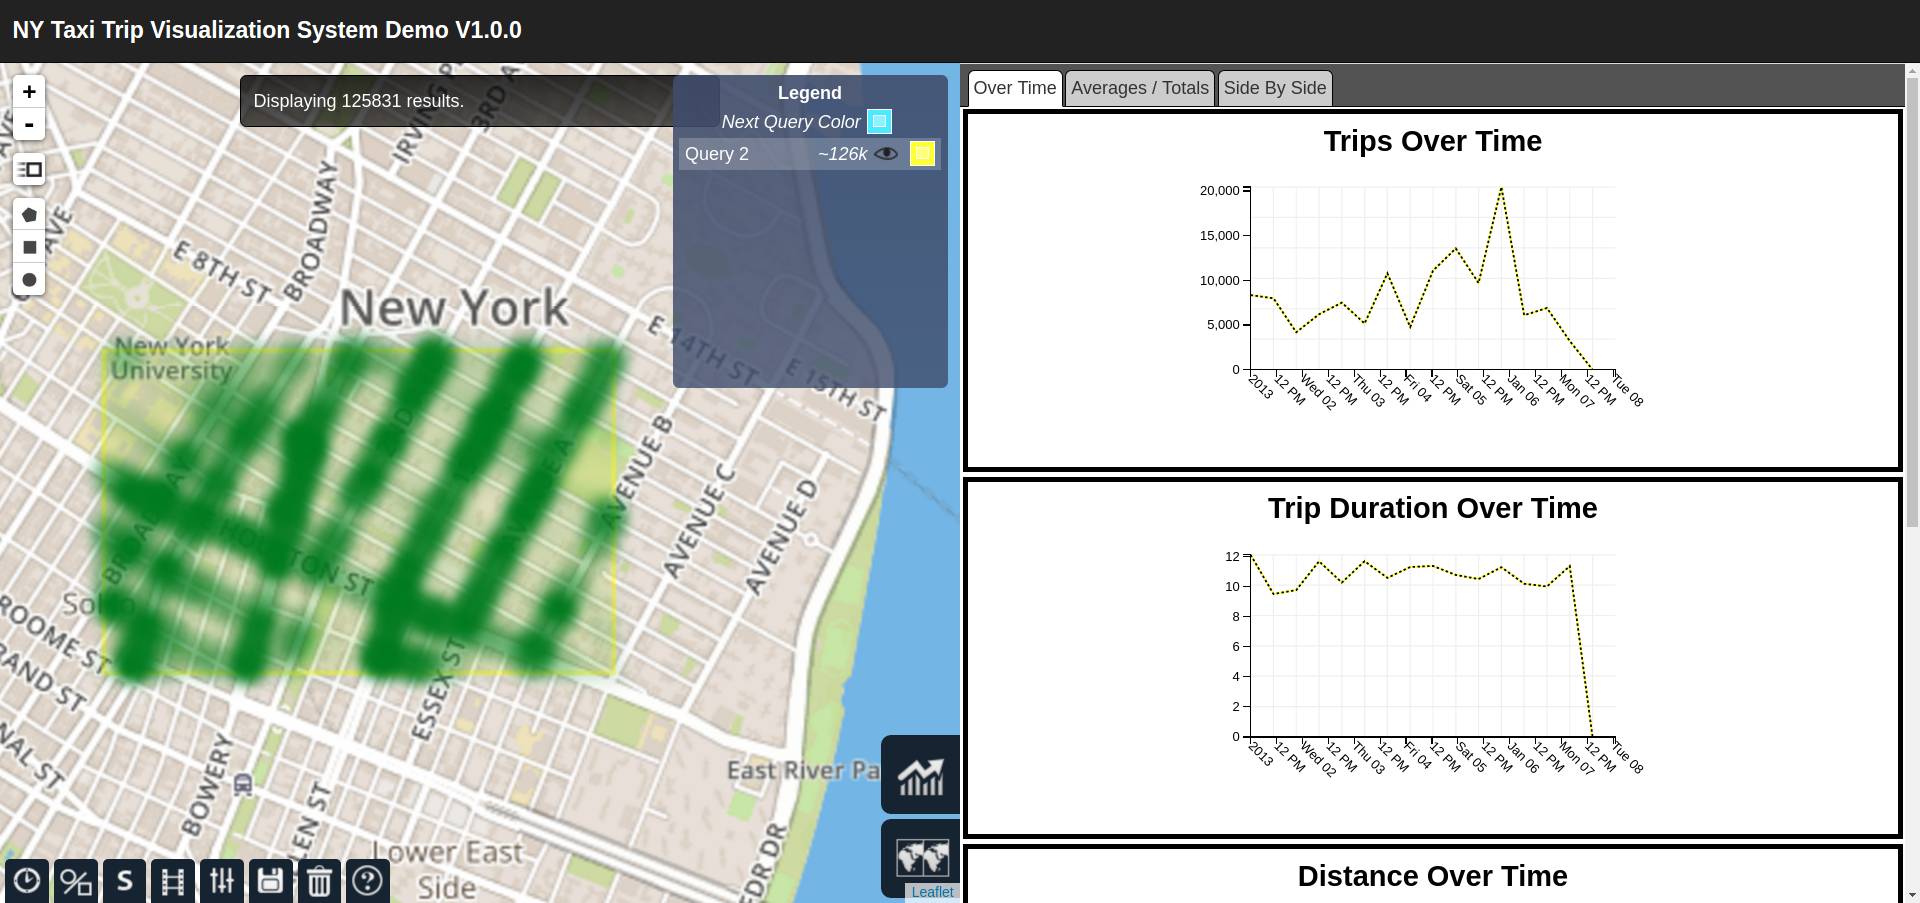 NY Taxi Trip Visualization System Demo V1.0.0
+
-
Displaying 125831 results.
Legend
Next Query Color
Query 2 ~126k
3RD A
BROADWAY
E 8TH ST
New York
New York
University
E 14TH ST
E 15TH ST
AVENUE B
AVENUE C
AVENUE D
HOUSTON ST
ROOME ST
RAND ST
NAL ST
ESSEX ST
BOWERY
LEN ST
East River Pa
Lower East
Side
FDR DR
S
Leaflet
Over Time
Averages / Totals
Side By Side
Trips Over Time
20,000
15,000
10,000
5,000
0
2013 12 PM Wed 02 12 PM Thu 03 12 PM Fri 04 12 PM Sat 05 12 PM Jan 06 12 PM Mon 07 12 PM Tue 08
Trip Duration Over Time
12
10
8
6
4
2
0
2013 12 PM Wed 02 12 PM Thu 03 12 PM Fri 04 12 PM Sat 05 12 PM Jan 06 12 PM Mon 07 12 PM Tue 08
Distance Over Time